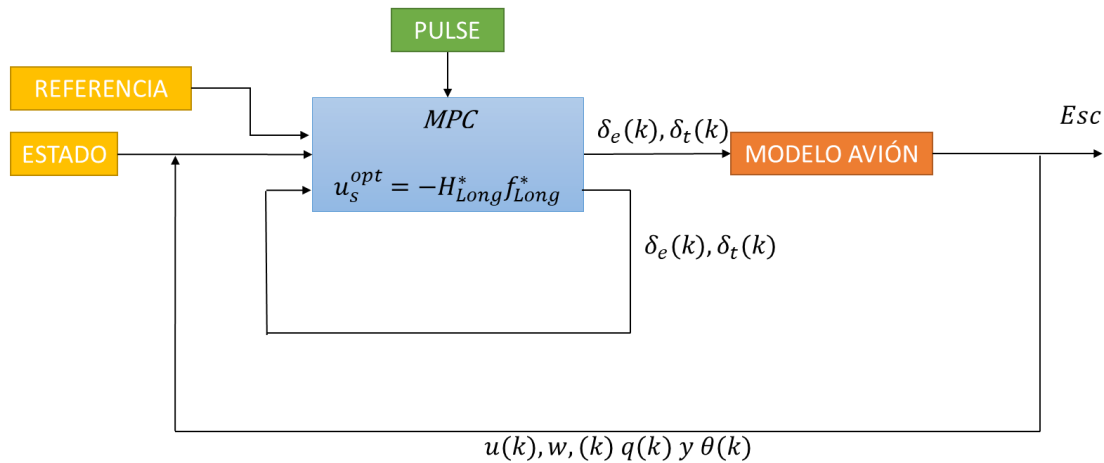 PULSE
REFERENCIA
ESTADO
MPC
u_s^{opt} = −H^*_{Long} f^*_{Long}
δ_e(k), δ_t(k)
MODELO AVIÓN
Esc
δ_e(k), δ_t(k)
u(k), w, (k) q(k) y θ(k)